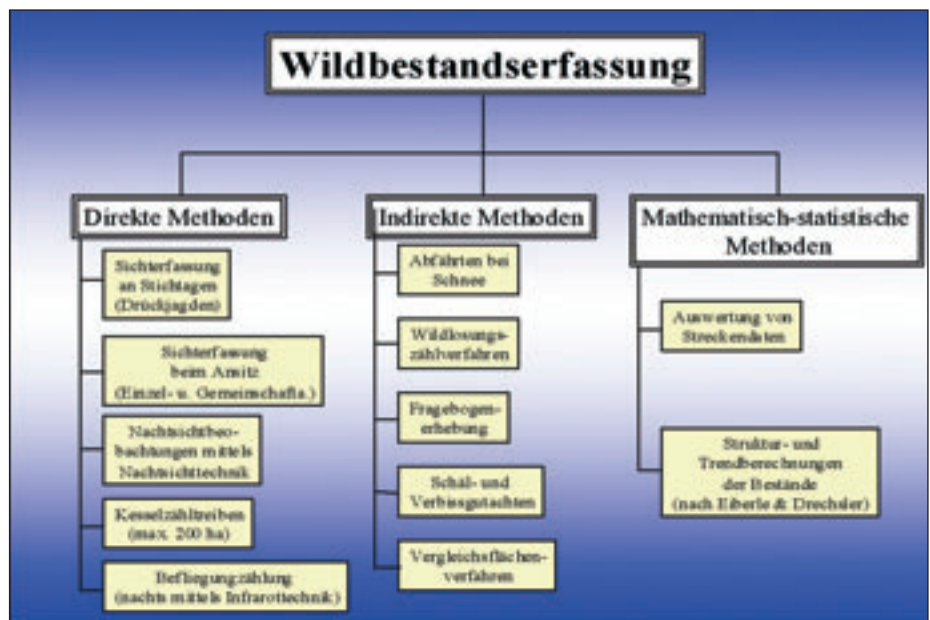 Wildbestandserfassung
Direkte Methoden
Sichterfassung
an Stichtagen
(Drückjagden)
Sichterfassung
beim Ansitz
(Einzel- u. Gemeinschafts.)
Nachtsichtbeo-
bachtungen mittels
Nachtsichttechnik
Kesselzähltreiben
(max. 200 ha)
Befliegungzählung
(nachts mittels Infrarottechnik)
Indirekte Methoden
Abfährten bei
Schnee
Wildlosungs-
zählverfahren
Fragebogen-
erhebung
Schäl- und
Verbissgutachten
Vergleichsflächen-
verfahren
Mathematisch-statistische
Methoden
Auswertung von
Streckendaten
Struktur- und
Trendberechnungen
der Bestände
(nach Eiberle & Drechsler)